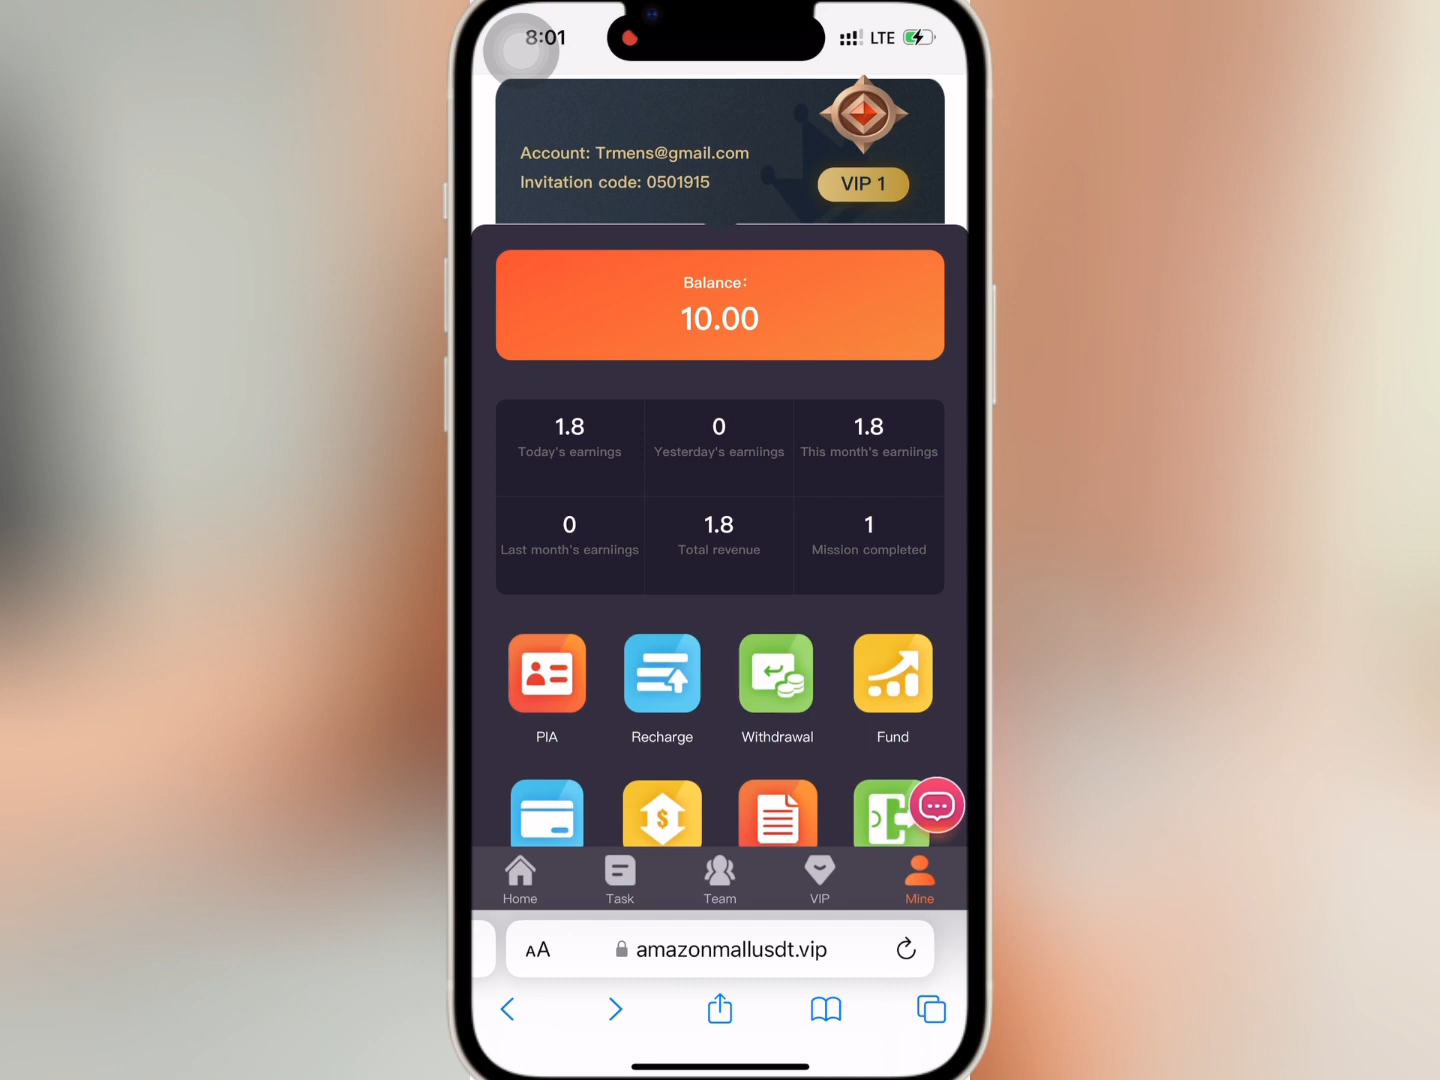 8:01
LTE
Account: Trmens@gmail.com
Invitation code: 0501915
VIP 1
Balance:
10.00
1.8
Today's earnings
0
Yesterday's earniings
1.8
This month's earniings
0
Last month's earniings
1.8
Total revenue
1
Mission completed
PIA
Recharge
Withdrawal
Fund
$
Home
Task
Team
VIP
Mine
AA
amazonmallusdt.vip